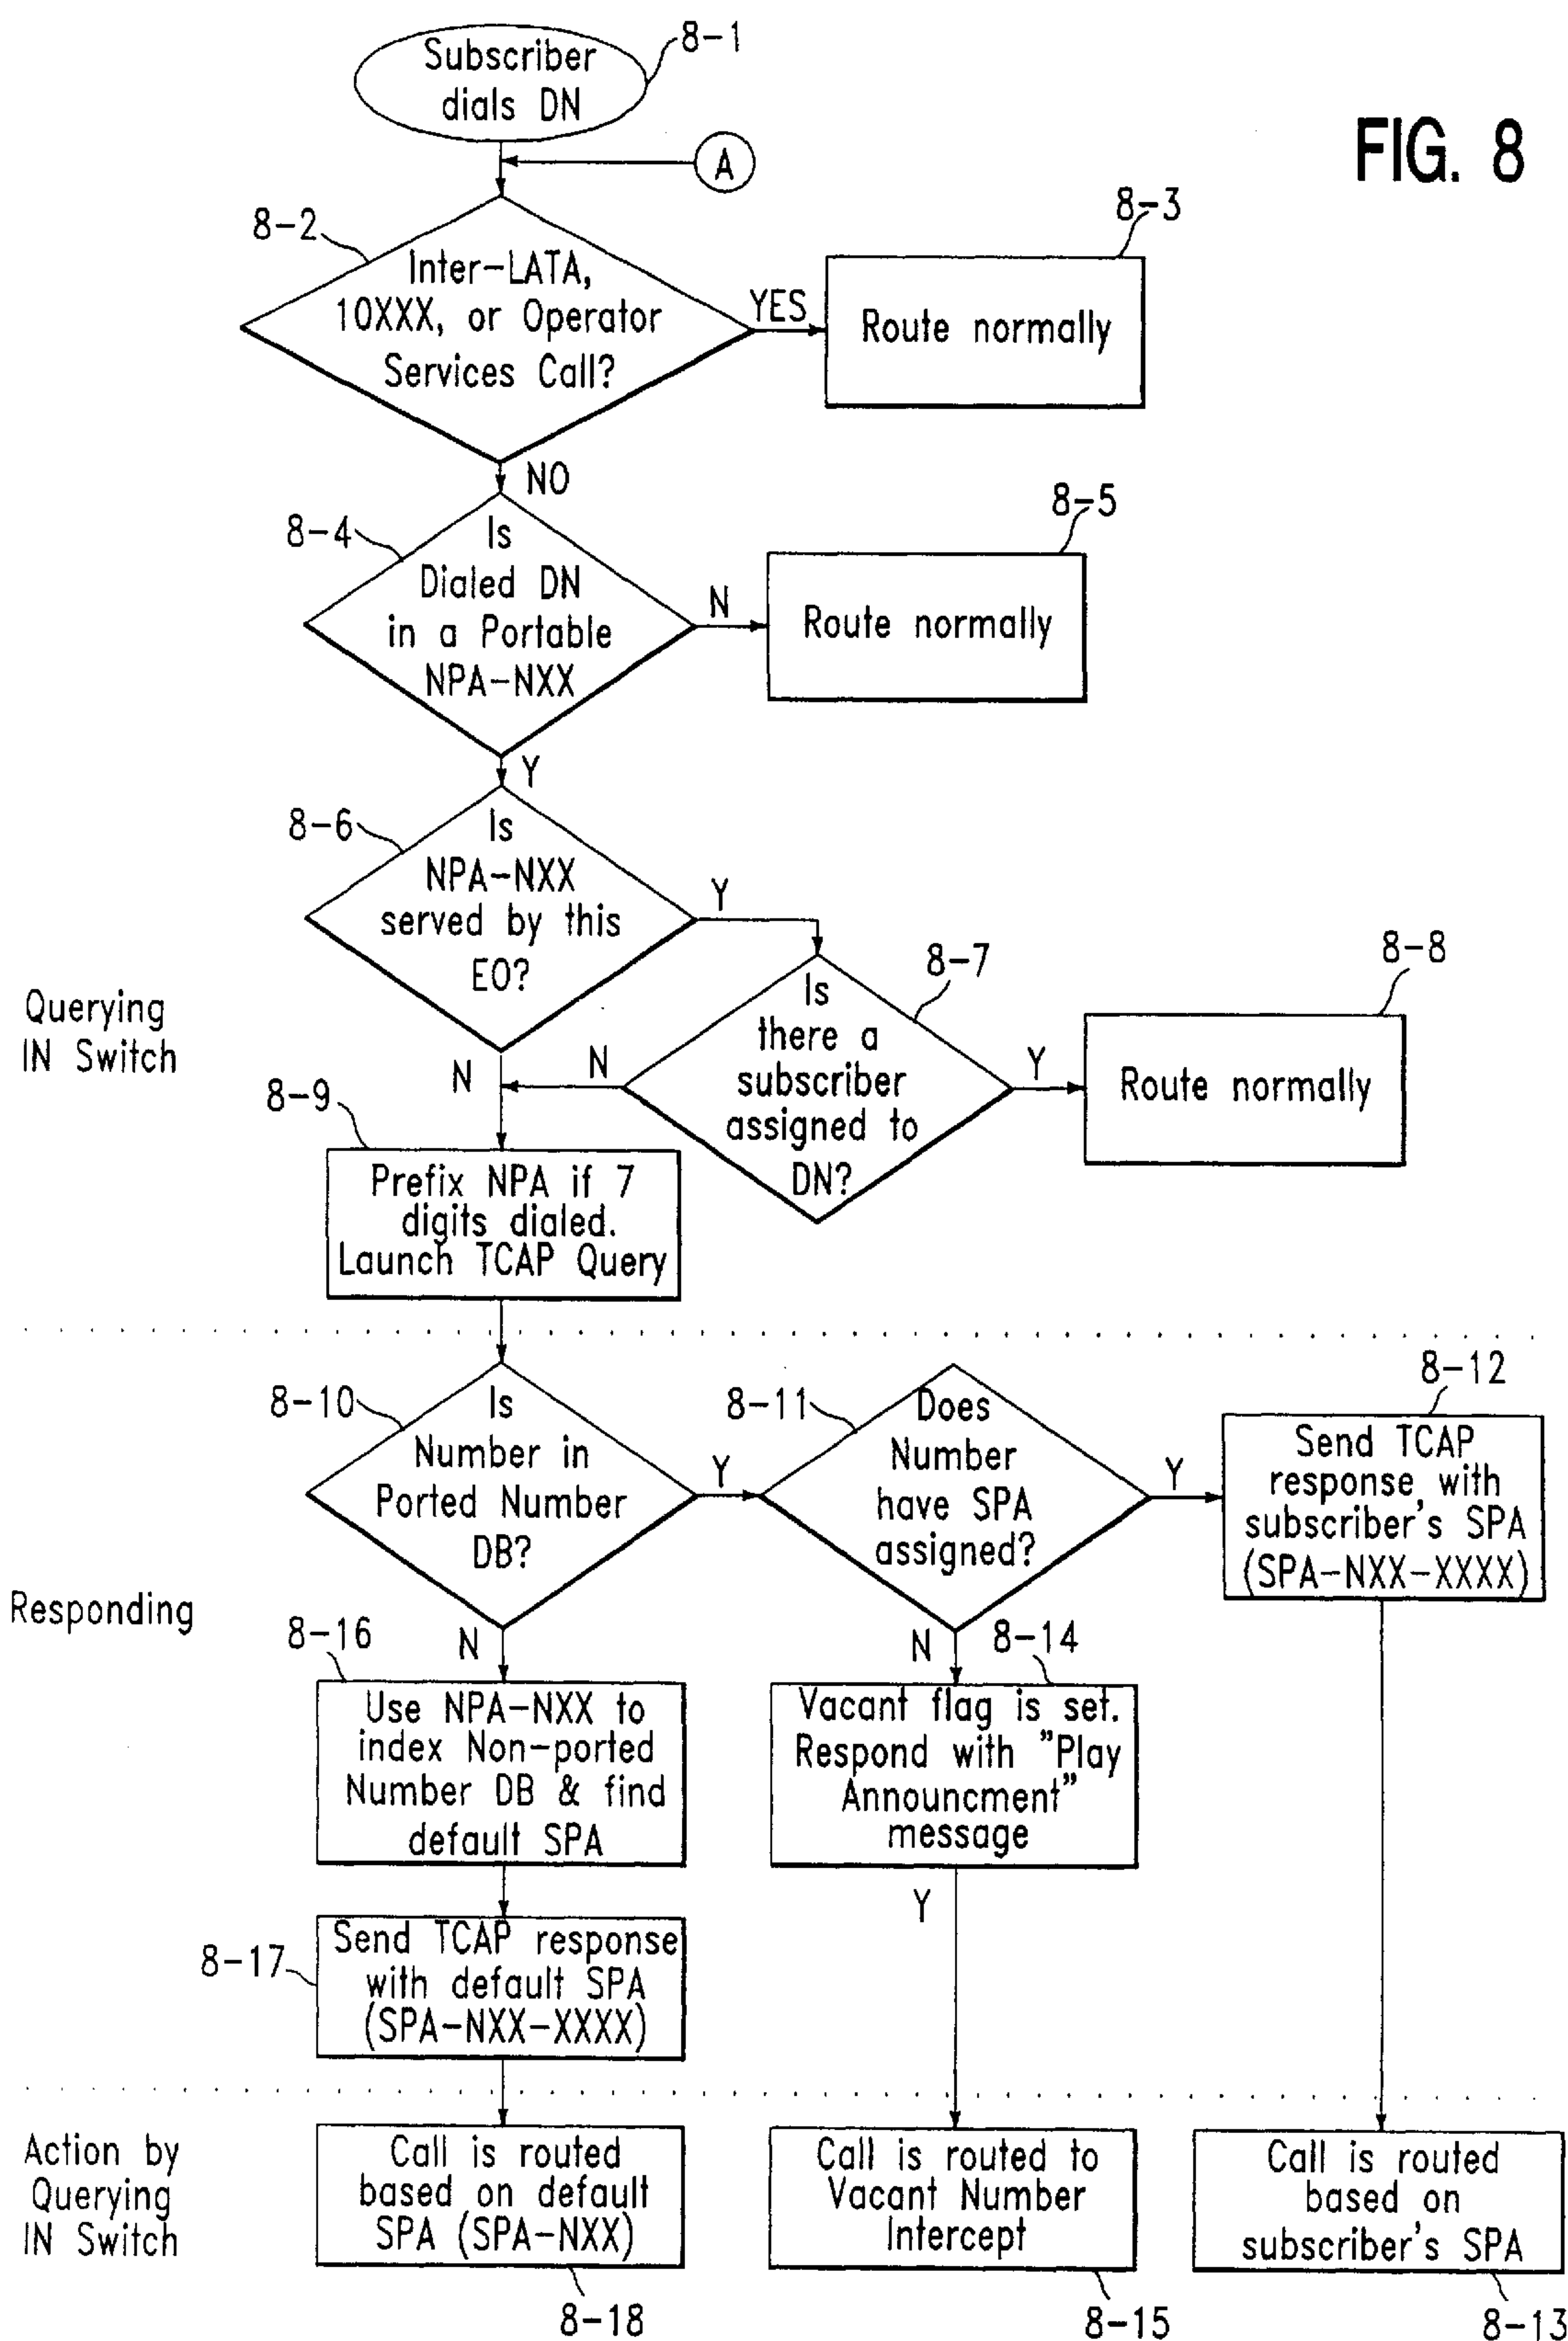 FIG. 8
Subscriber
dials DN
8-1
A
8-2
Inter-LATA,
10XXX, or Operator
Services Call?
YES
8-3
Route normally
NO
8-4
Is
Dialed DN
in a Portable
NPA-NXX
N
8-5
Route normally
Y
8-6
Is
NPA-NXX
served by this
EO?
Y
8-7
Is
there a
subscriber
assigned to
DN?
Y
8-8
Route normally
N
N
Querying
IN Switch
8-9
Prefix NPA if 7
digits dialed.
Launch TCAP Query
8-10
Is
Number in
Ported Number
DB?
Y
8-11
Does
Number
have SPA
assigned?
Y
8-12
Send TCAP
response with
subscriber's SPA
(SPA-NXX-XXXX)
Responding
N
8-16
Use NPA-NXX to
index Non-ported
Number DB & find
default SPA
N
8-14
Vacant flag is set.
Respond with "Play
Announcment"
message
Y
8-17
Send TCAP response
with default SPA
(SPA-NXX-XXXX)
Action by
Querying
IN Switch
Call is routed
based on default
SPA (SPA-NXX)
8-18
Call is routed to
Vacant Number
Intercept
8-15
Call is routed
based on
subscriber's SPA
8-13